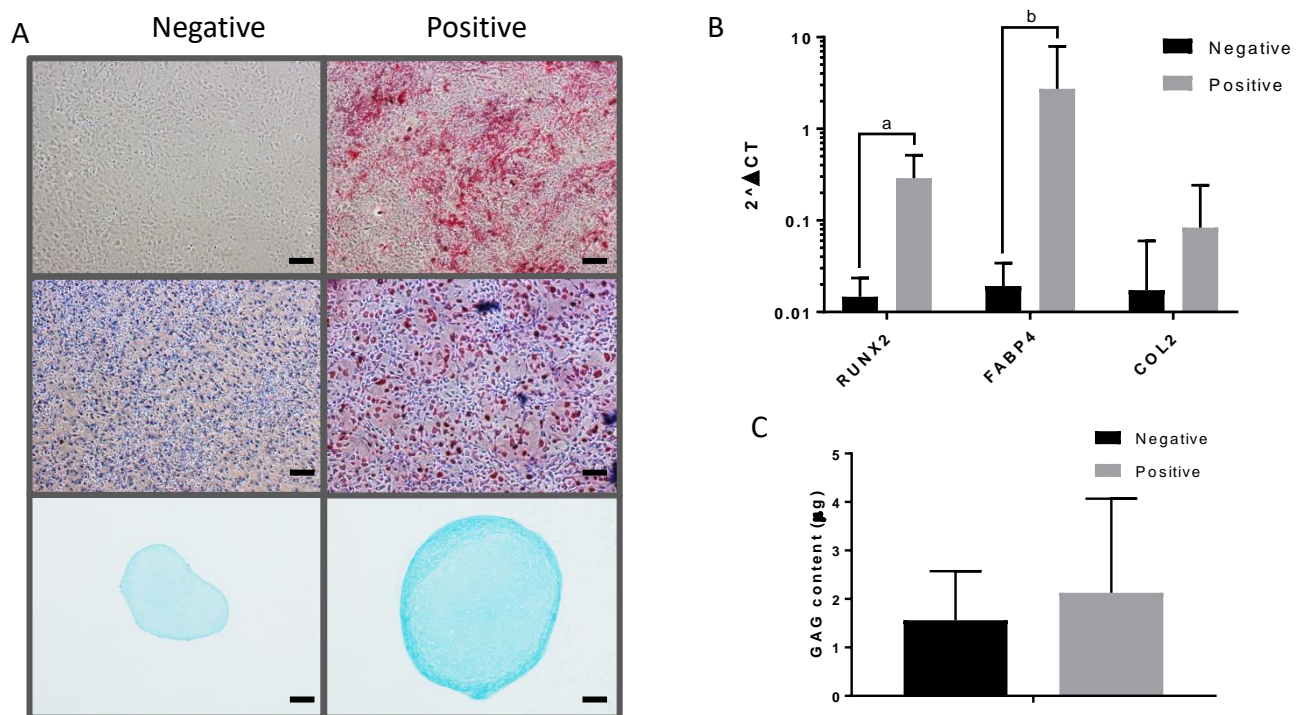 A
Negative
Positive
B
Negative
Positive
a
b
10
1
0.1
0.01
2^▲CT
RUNX2
FABP4
COL2
C
Negative
Positive
5
4
3
2
1
0
GAG content (µg)